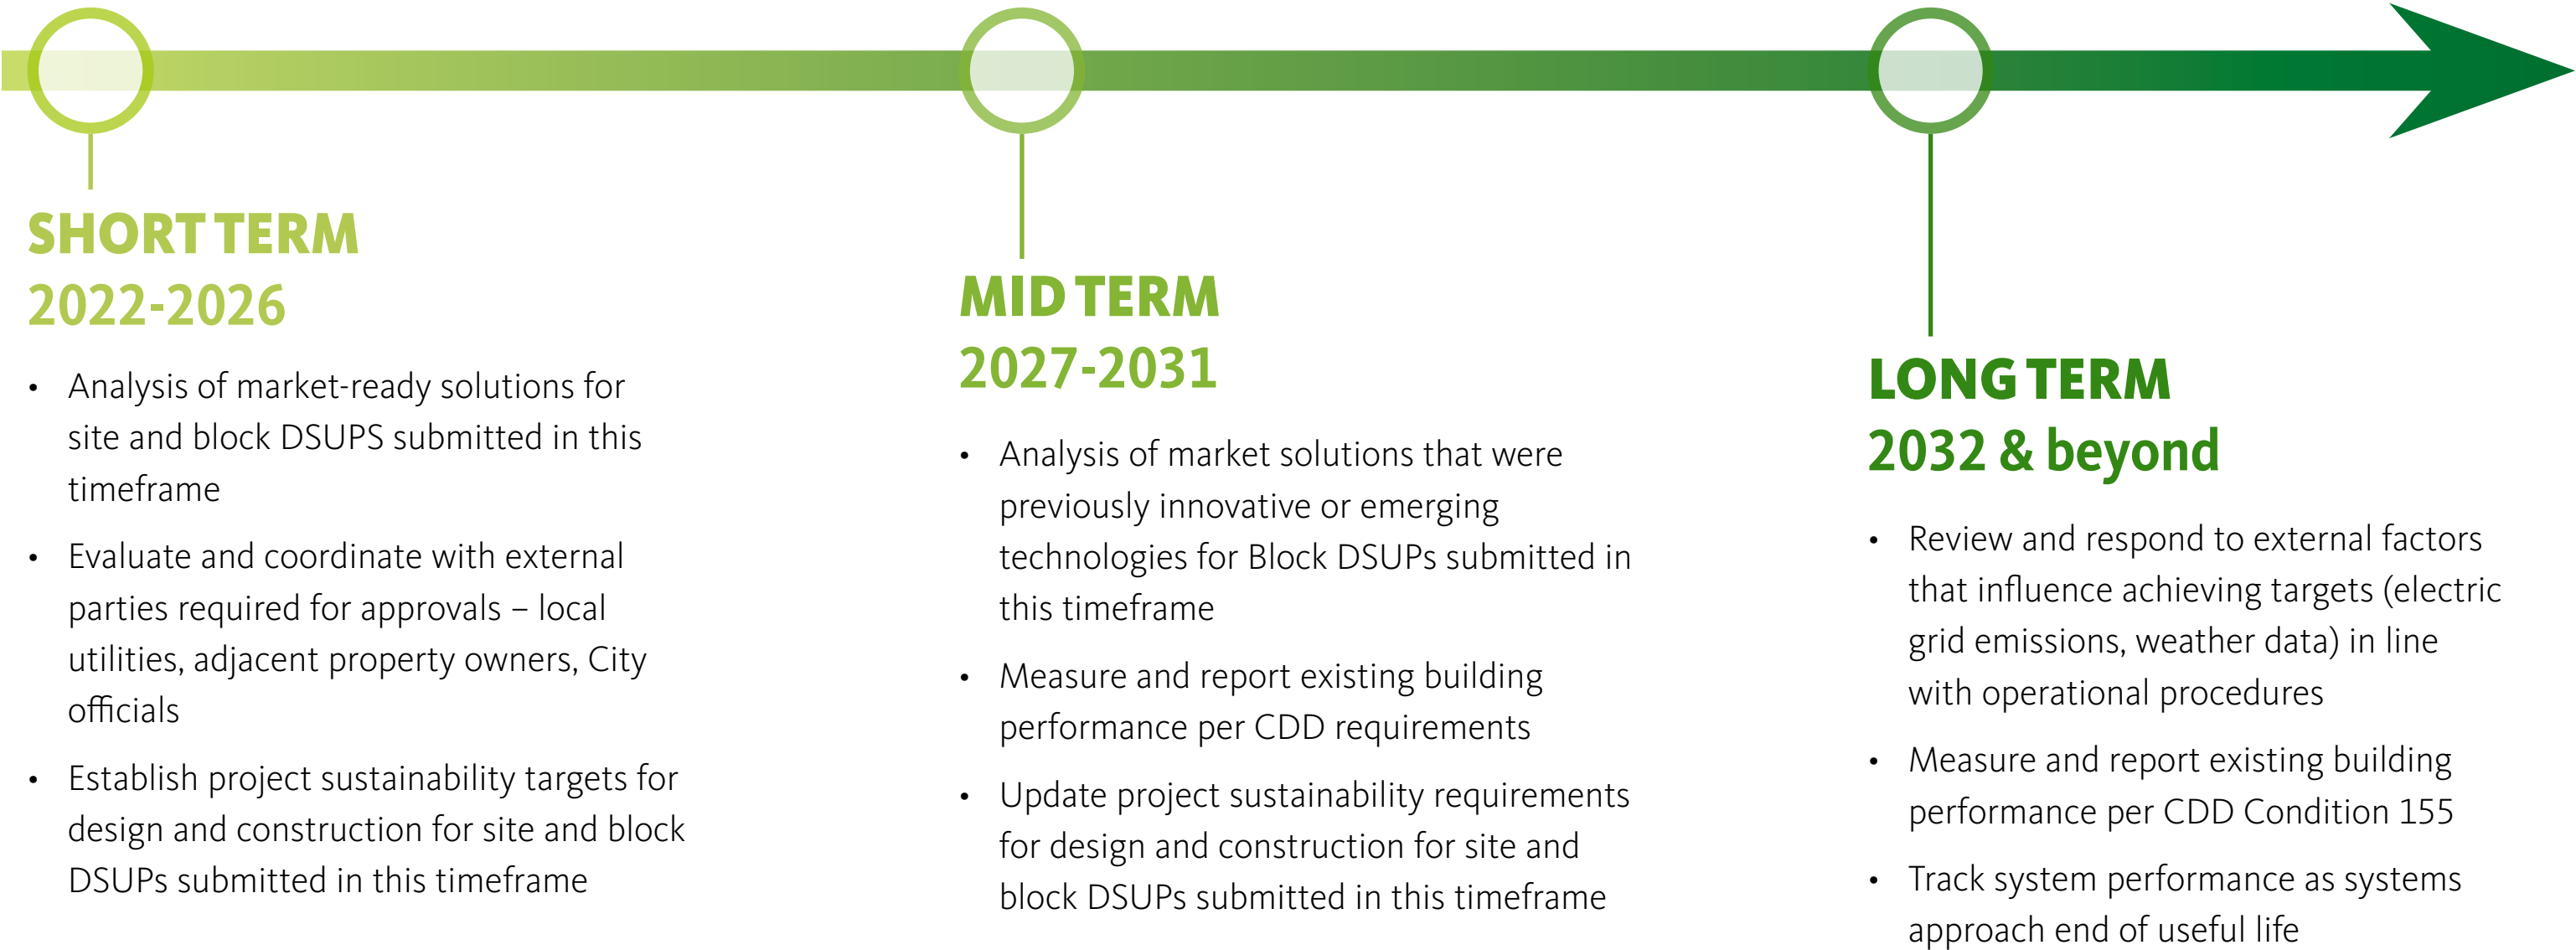 SHORT TERM
2022-2026
• Analysis of market-ready solutions for
site and block DSUPS submitted in this
timeframe
• Evaluate and coordinate with external
parties required for approvals – local
utilities, adjacent property owners, City
officials
• Establish project sustainability targets for
design and construction for site and block
DSUPs submitted in this timeframe
MID TERM
2027-2031
• Analysis of market solutions that were
previously innovative or emerging
technologies for Block DSUPs submitted in
this timeframe
• Measure and report existing building
performance per CDD requirements
• Update project sustainability requirements
for design and construction for site and
block DSUPs submitted in this timeframe
LONG TERM
2032 & beyond
• Review and respond to external factors
that influence achieving targets (electric
grid emissions, weather data) in line
with operational procedures
• Measure and report existing building
performance per CDD Condition 155
• Track system performance as systems
approach end of useful life